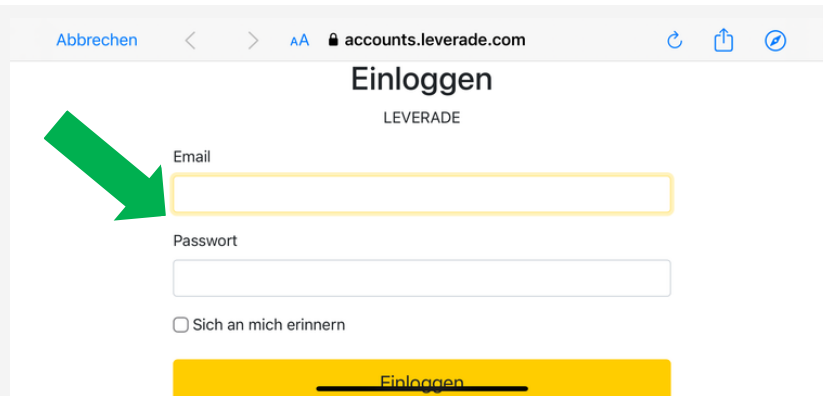 Abbrechen AA accounts.leverade.com
Einloggen
LEVERADE
Email
Passwort
Sich an mich erinnern
Einloggen